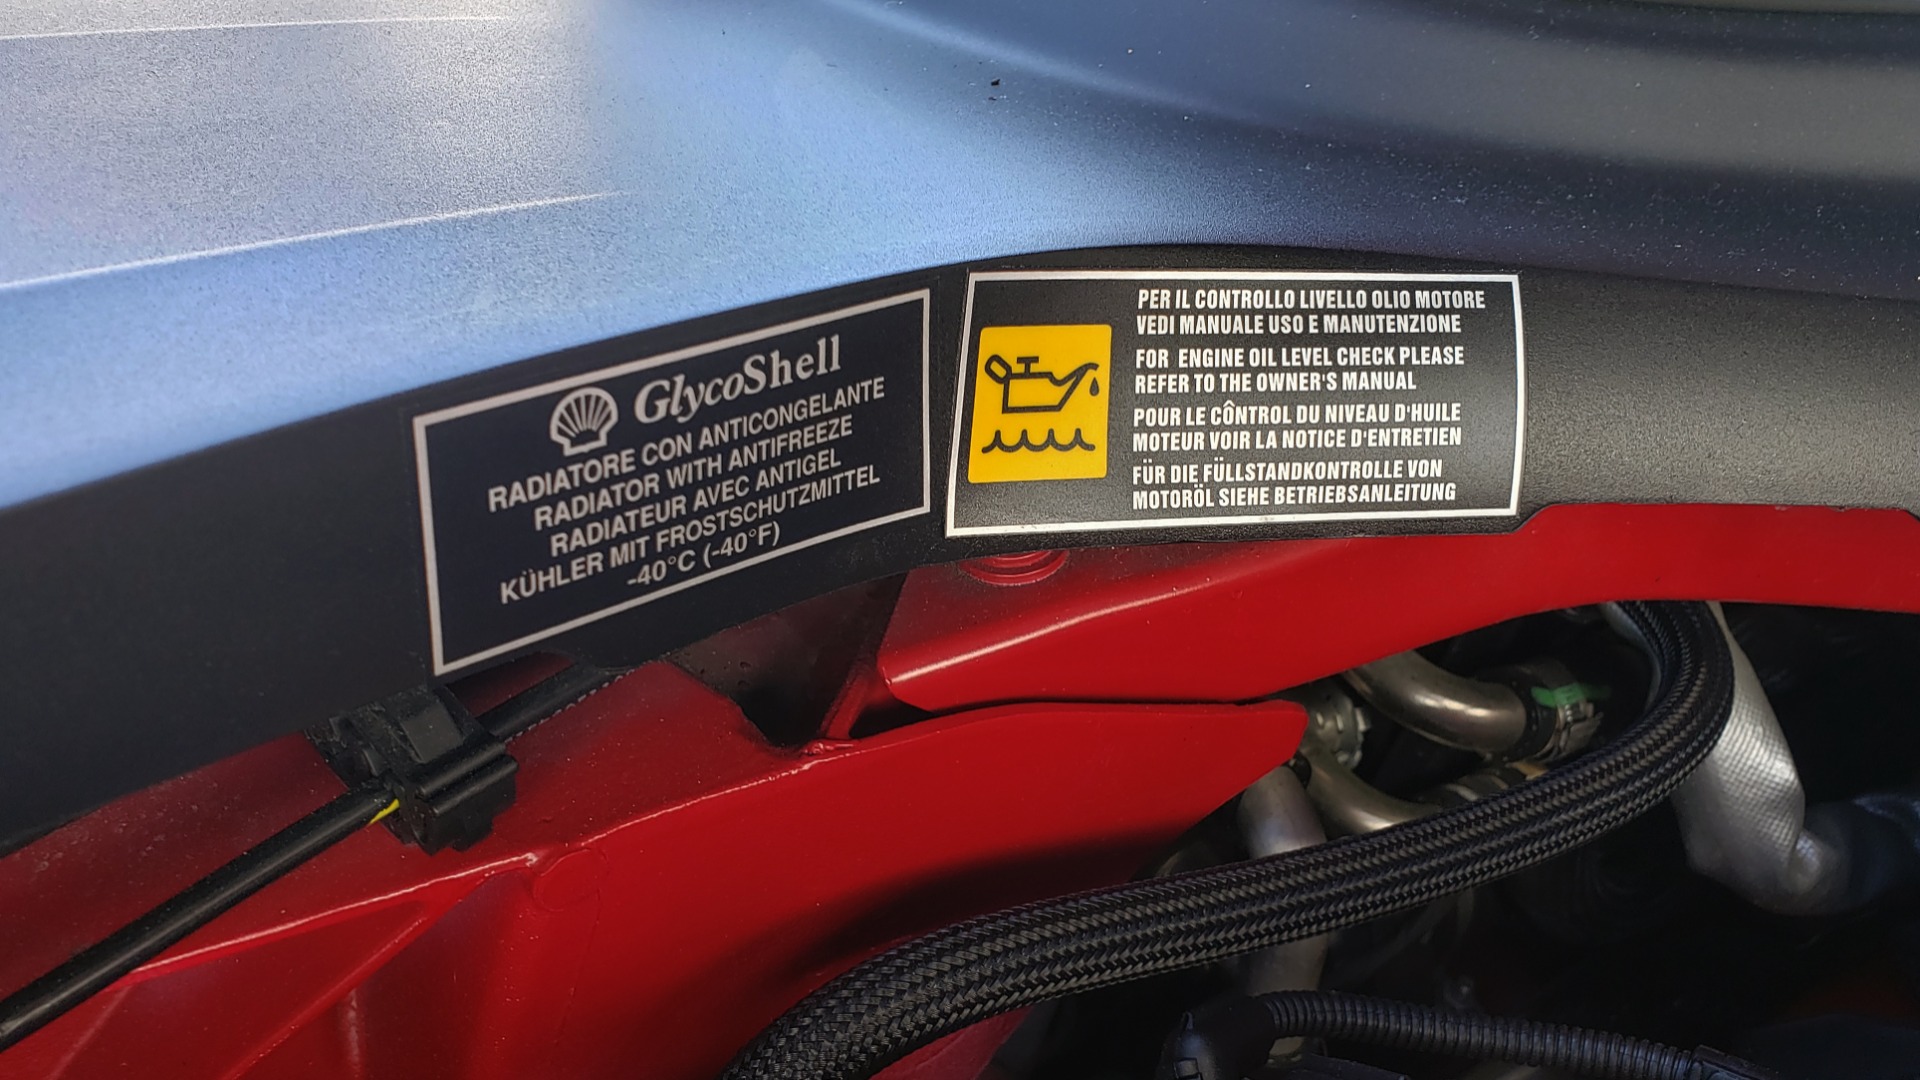 GlycoShell
RADIATORE CON ANTICONGELANTE
RADIATOR WITH ANTIFREEZE
RADIATEUR AVEC ANTIGEL
KÜHLER MIT FROSTSCHUTZMITTEL
-40°C (-40°F)
PER IL CONTROLLO LIVELLO OLIO MOTORE
VEDI MANUALE USO E MANUTENZIONE
FOR ENGINE OIL LEVEL CHECK PLEASE
REFER TO THE OWNER'S MANUAL
POUR LE CÔNTROL DU NIVEAU D'HUILE
MOTEUR VOIR LA NOTICE D'ENTRETIEN
FÜR DIE FÜLLSTANDKONTROLLE VON
MOTORÖL SIEHE BETRIEBSANLEITUNG